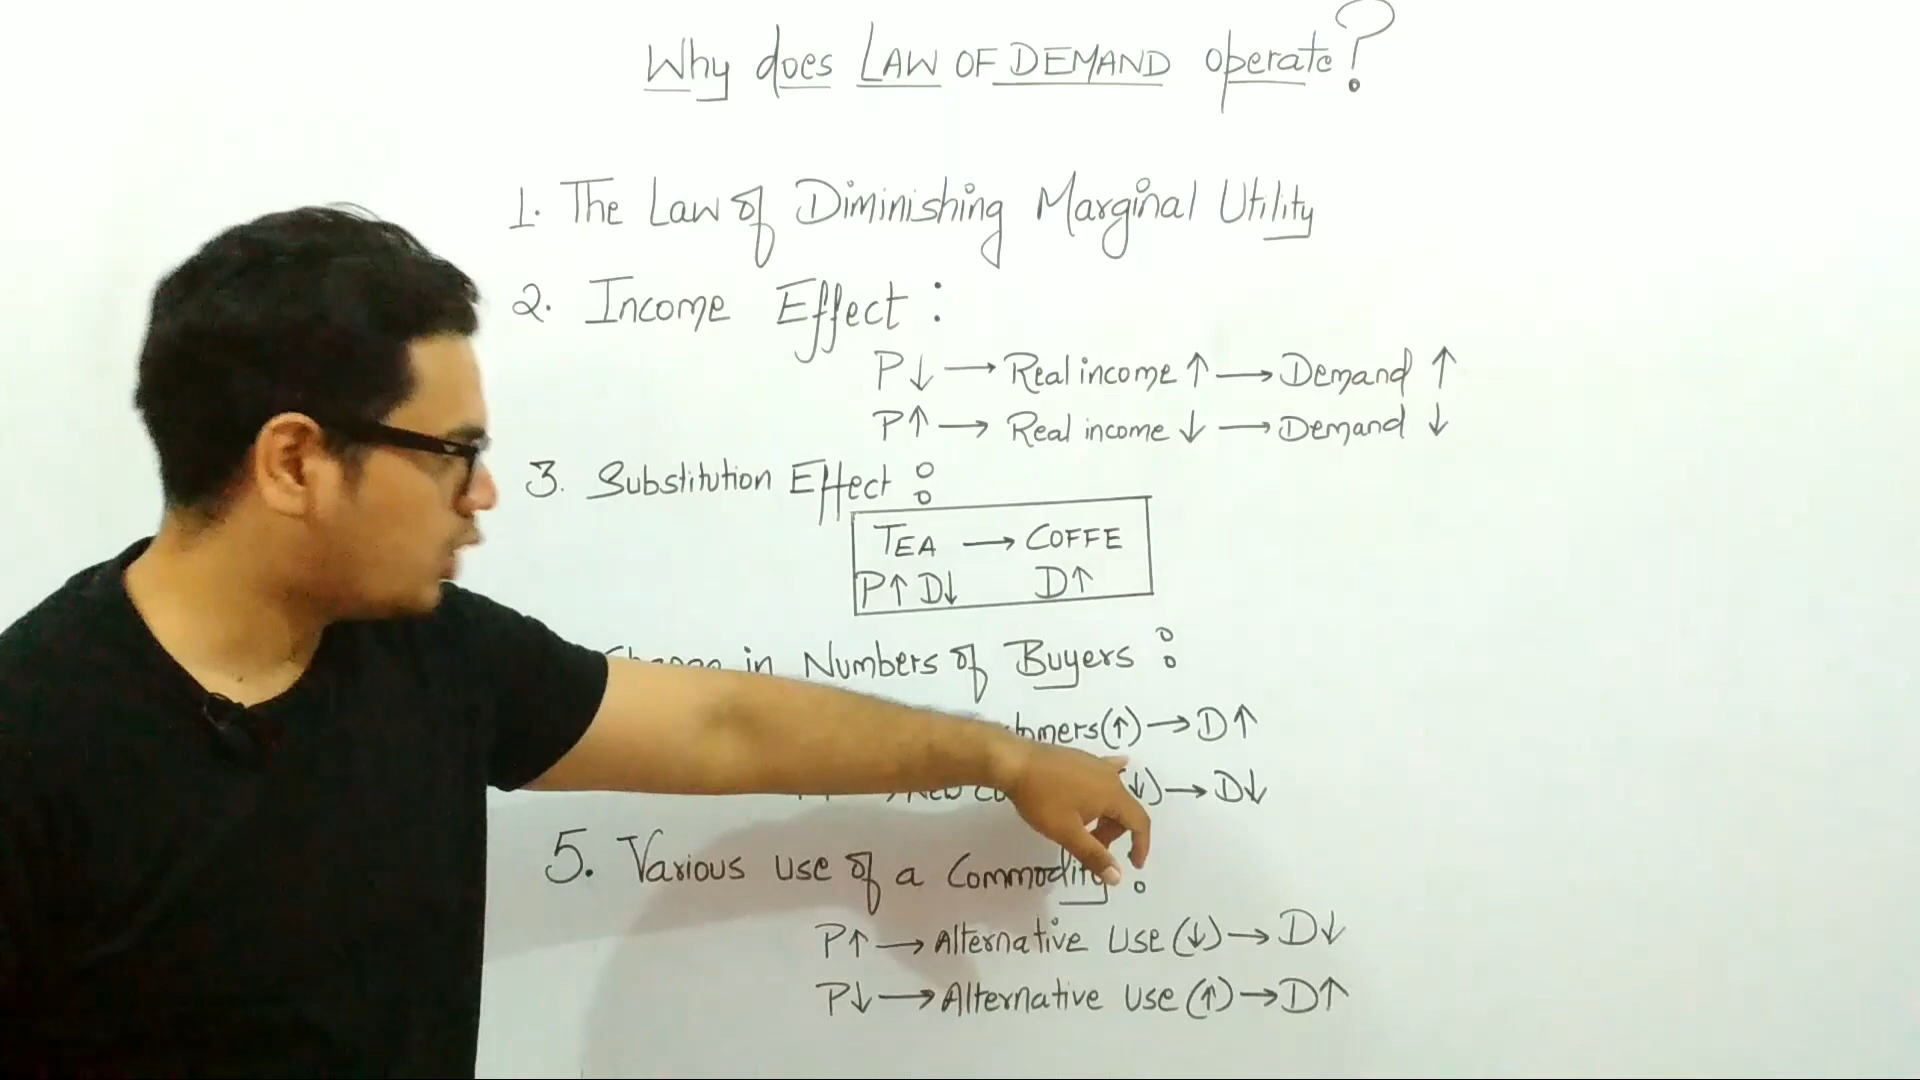 Why does LAW OF DEMAND operate?
1. The Law of Diminishing Marginal Utility
2. Income Effect :
P↓ → Real income ↑ → Demand ↑
P↑ → Real income ↓ → Demand ↓
3. Substitution Effect :
TEA → COFFE
P↑ D↓ D↑
in Numbers of Buyers :
(↑) → D↑
→ New (↓) → D↓
5. Various use of a Commodity :
P↑ → Alternative Use (↓) → D↓
P↓ → Alternative Use (↑) → D↑